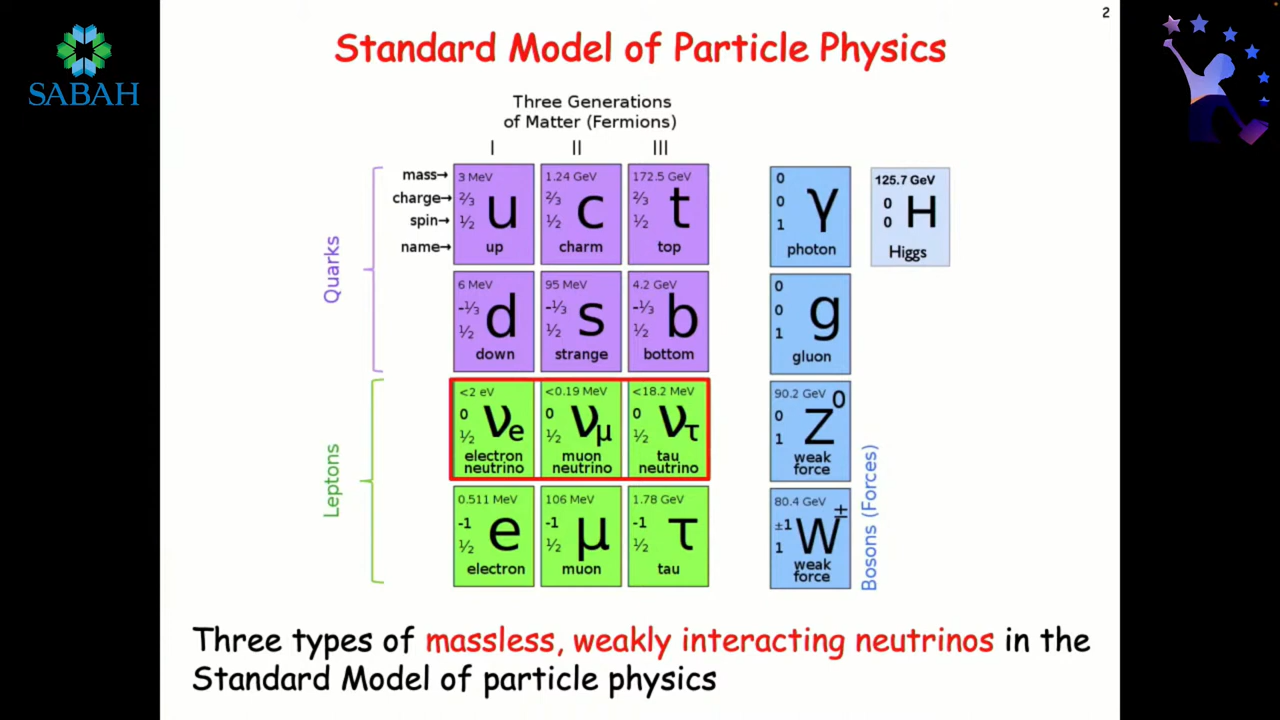 2
SABAH
Standard Model of Particle Physics
Three Generations
of Matter (Fermions)
I II III
mass→
charge→
spin→
name→
3 MeV
2/3
1/2
u
up
1.24 GeV
2/3
1/2
c
charm
172.5 GeV
2/3
1/2
t
top
0
0
1
γ
photon
125.7 GeV
0
0
H
Higgs
Quarks
6 MeV
-1/3
1/2
d
down
95 MeV
-1/3
1/2
s
strange
4.2 GeV
-1/3
1/2
b
bottom
0
0
1
g
gluon
Leptons
<2 eV
0
1/2
νe
electron
neutrino
<0.19 MeV
0
1/2
νμ
muon
neutrino
<18.2 MeV
0
1/2
ντ
tau
neutrino
90.2 GeV
0
1
Z0
weak
force
0.511 MeV
-1
1/2
e
electron
106 MeV
-1
1/2
μ
muon
1.78 GeV
-1
1/2
τ
tau
80.4 GeV
±1
1
W±
weak
force
Bosons (Forces)
Three types of massless, weakly interacting neutrinos in the
Standard Model of particle physics